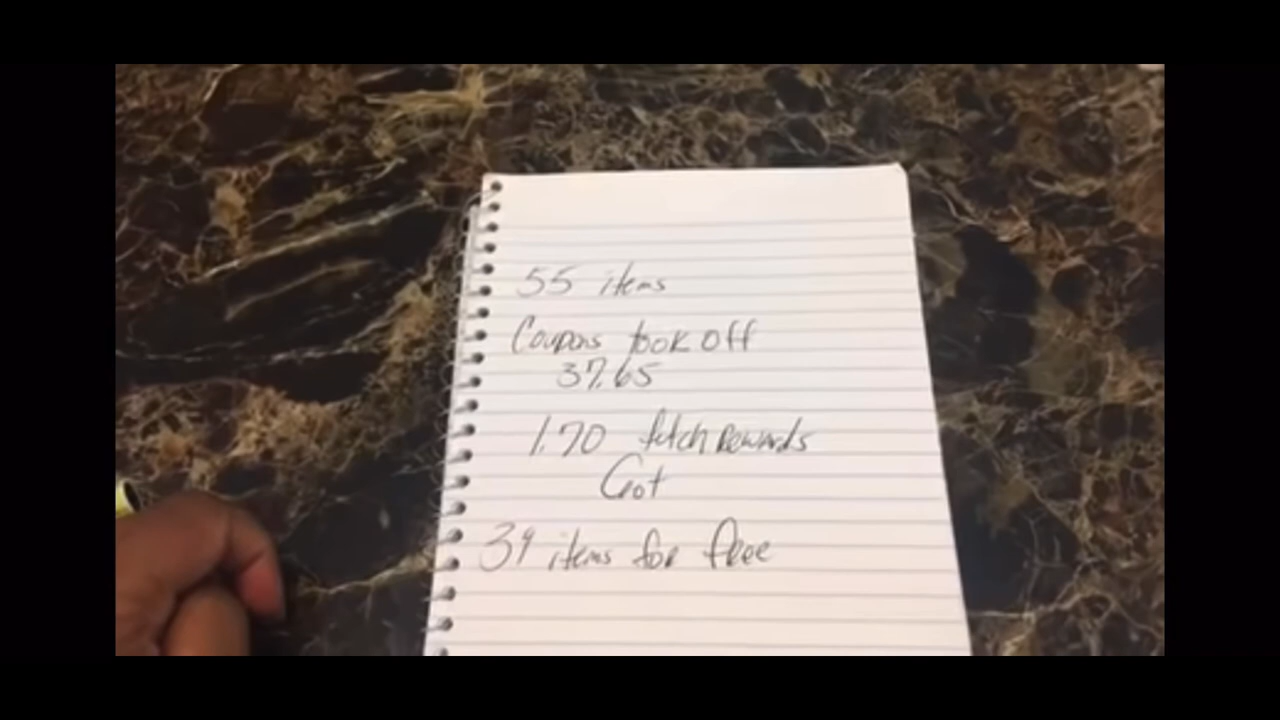 55 items
Coupons took off
37.65
1.70 fetch Rewards
Got
39 items for free